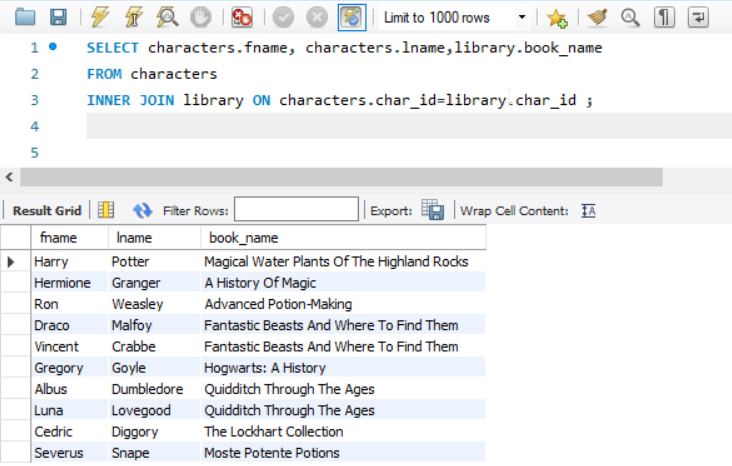 Limit to 1000 rows
1 SELECT characters.fname, characters.lname,library.book_name
2 FROM characters
3 INNER JOIN library ON characters.char_id=library.char_id ;
4
5
Result Grid Filter Rows: Export: Wrap Cell Content: IA
fname lname book_name
Harry Potter Magical Water Plants Of The Highland Rocks
Hermione Granger A History Of Magic
Ron Weasley Advanced Potion-Making
Draco Malfoy Fantastic Beasts And Where To Find Them
Vincent Crabbe Fantastic Beasts And Where To Find Them
Gregory Goyle Hogwarts: A History
Albus Dumbledore Quidditch Through The Ages
Luna Lovegood Quidditch Through The Ages
Cedric Diggory The Lockhart Collection
Severus Snape Moste Potente Potions